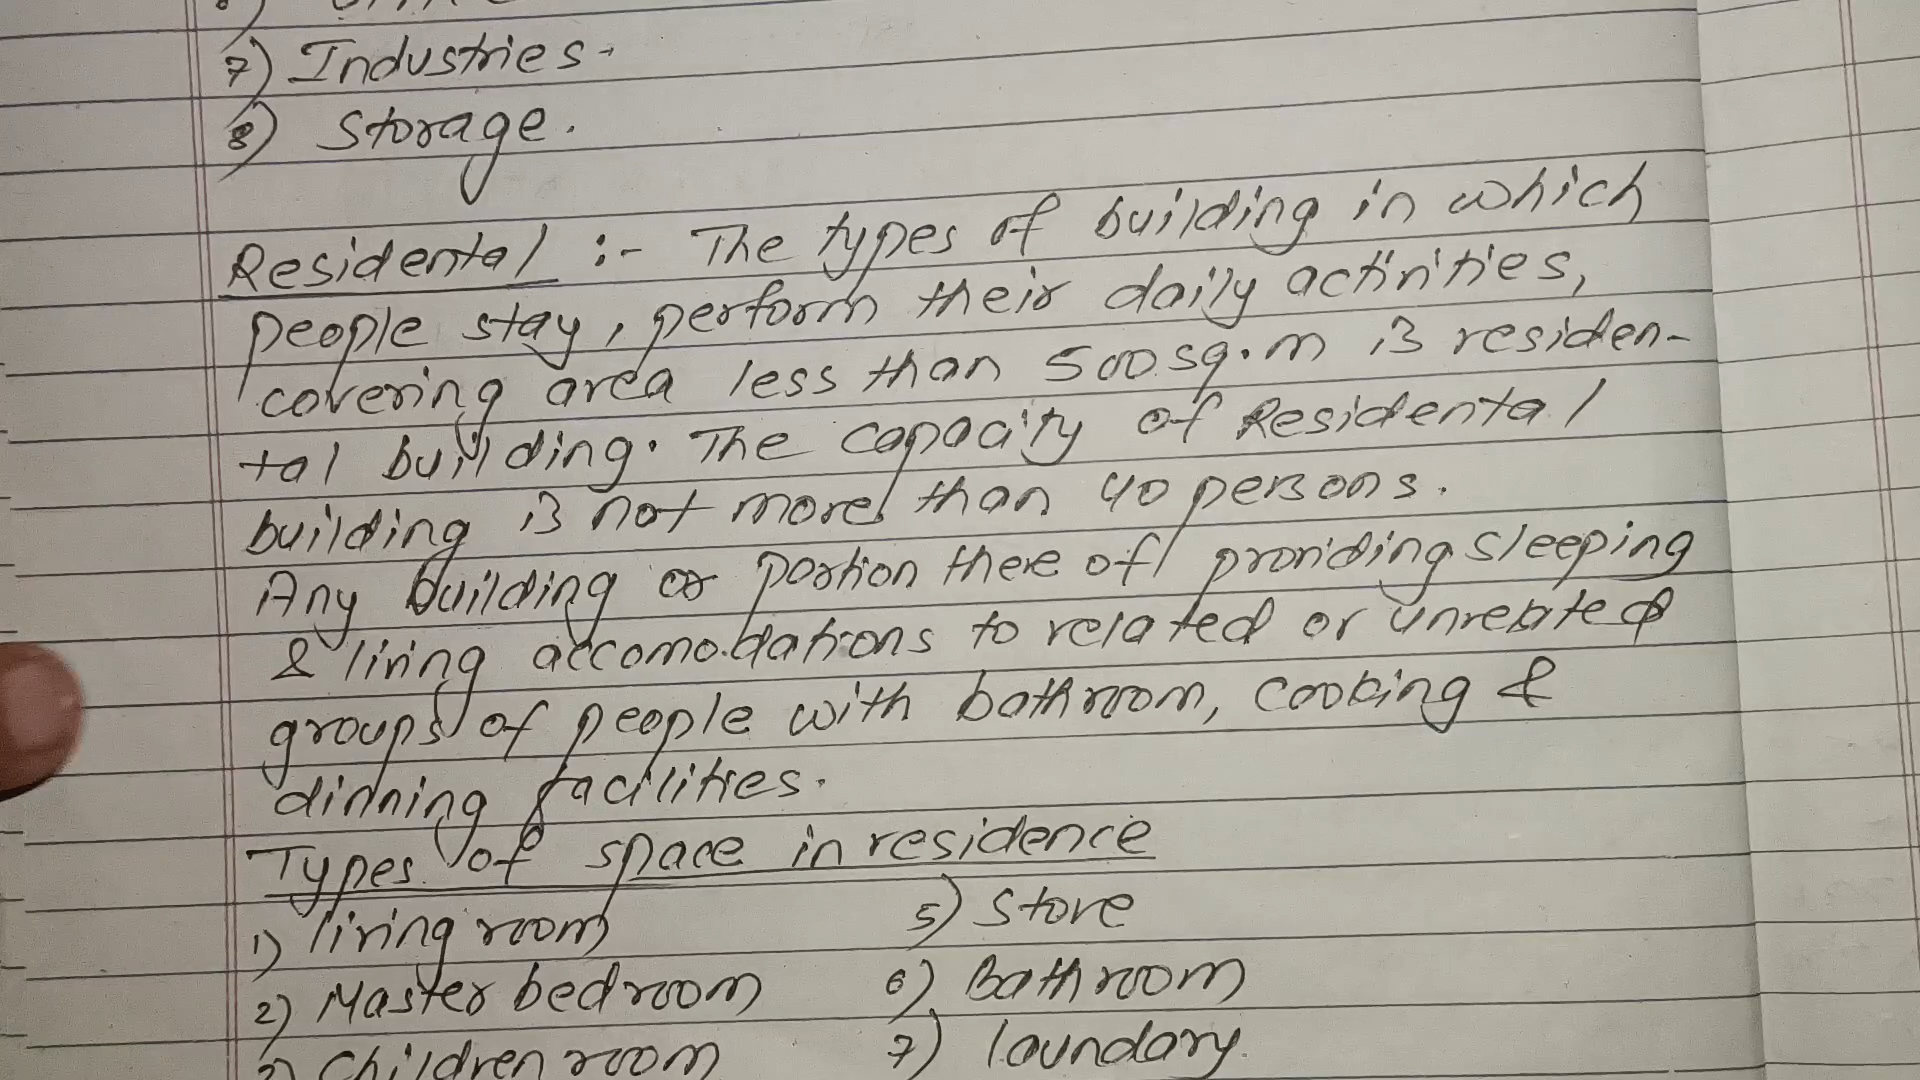 7) Industries.
8) Storage.
Residental :- The types of building in which
people stay, perform their daily activities,
covering area less than 500.sq.m is residen-
tal building. The capacity of Residental
building is not more than 40 persons.
Any building or portion there of providing sleeping
& living accomodations to related or unrelated
groups of people with bathroom, cooking &
dinning facilities.
Types of space in residence
1) living room
5) Store
2) Master bedroom
6) Bathroom
3) Children room
7) laundary.